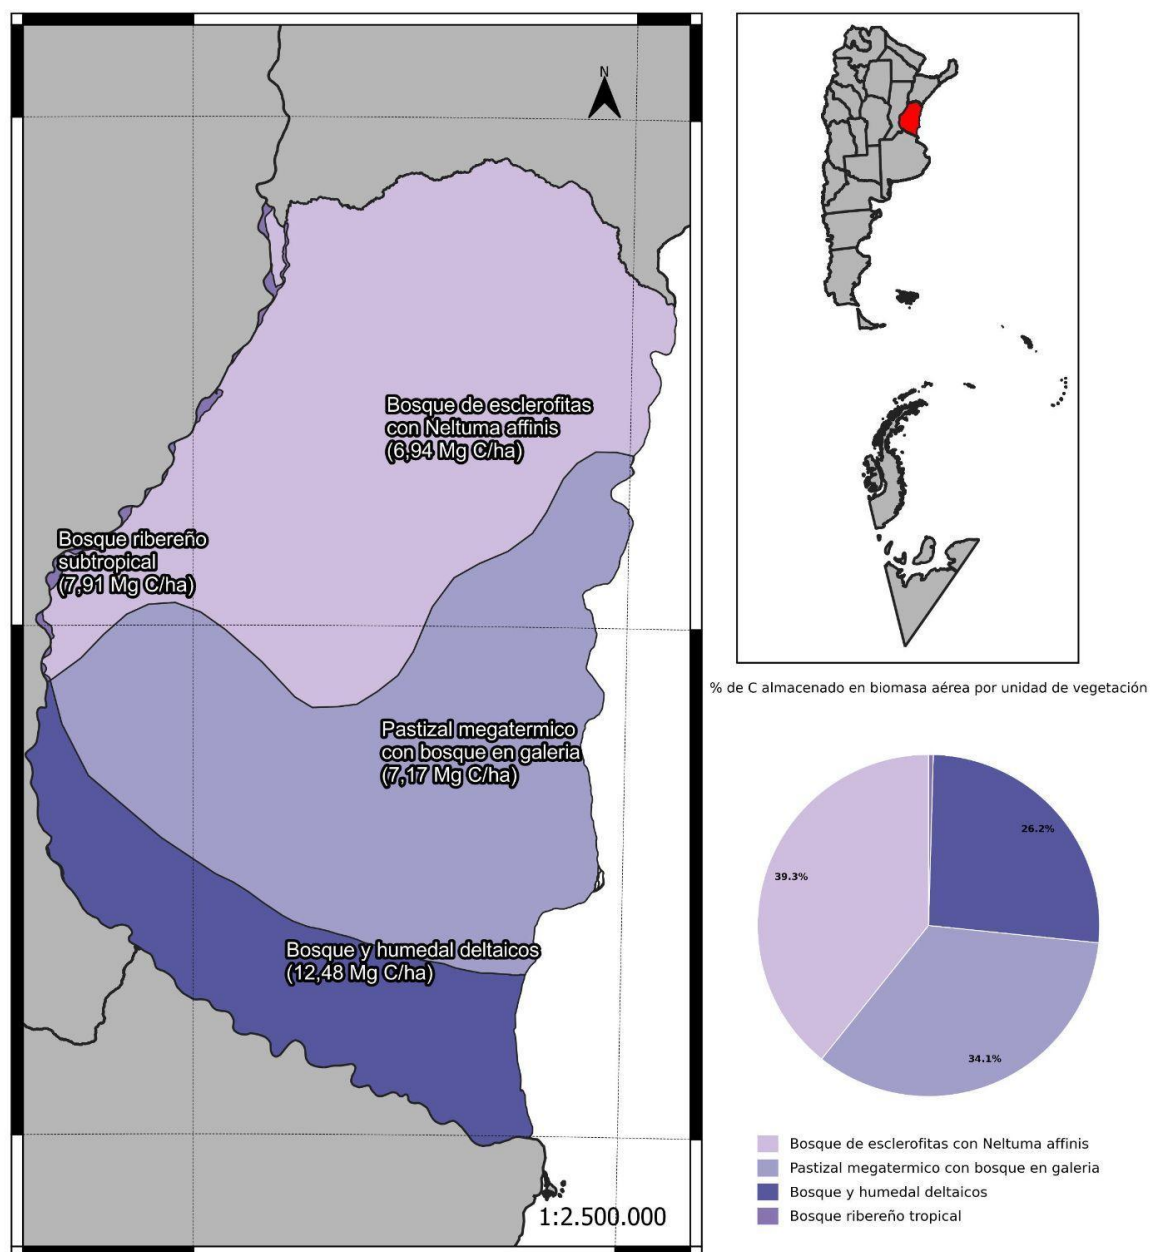 N
Bosque de esclerofitas
con Neltuma affinis
(6,94 Mg C/ha)
Bosque ribereño
subtropical
(7,91 Mg C/ha)
Pastizal megatermico
con bosque en galeria
(7,17 Mg C/ha)
Bosque y humedal deltaicos
(12,48 Mg C/ha)
1:2.500.000
% de C almacenado en biomasa aérea por unidad de vegetación
26.2%
39.3%
34.1%
Bosque de esclerofitas con Neltuma affinis
Pastizal megatermico con bosque en galeria
Bosque y humedal deltaicos
Bosque ribereño tropical